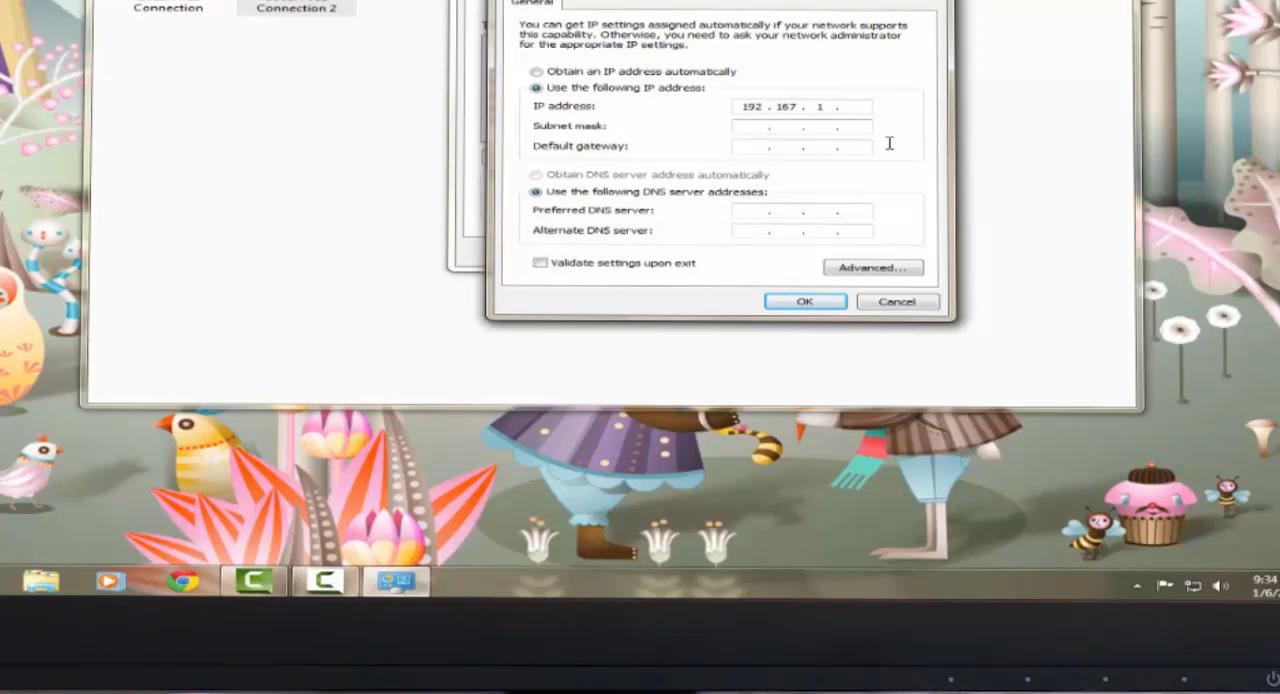 Connection
Connection 2
General
You can get IP settings assigned automatically if your network supports
this capability. Otherwise, you need to ask your network administrator
for the appropriate IP settings.
Obtain an IP address automatically
Use the following IP address:
IP address: 192 . 167 . 1 .
Subnet mask: . . .
Default gateway: . . .
Obtain DNS server address automatically
Use the following DNS server addresses:
Preferred DNS server: . . .
Alternate DNS server: . . .
Validate settings upon exit
Advanced...
OK
Cancel
9:34
1/6/